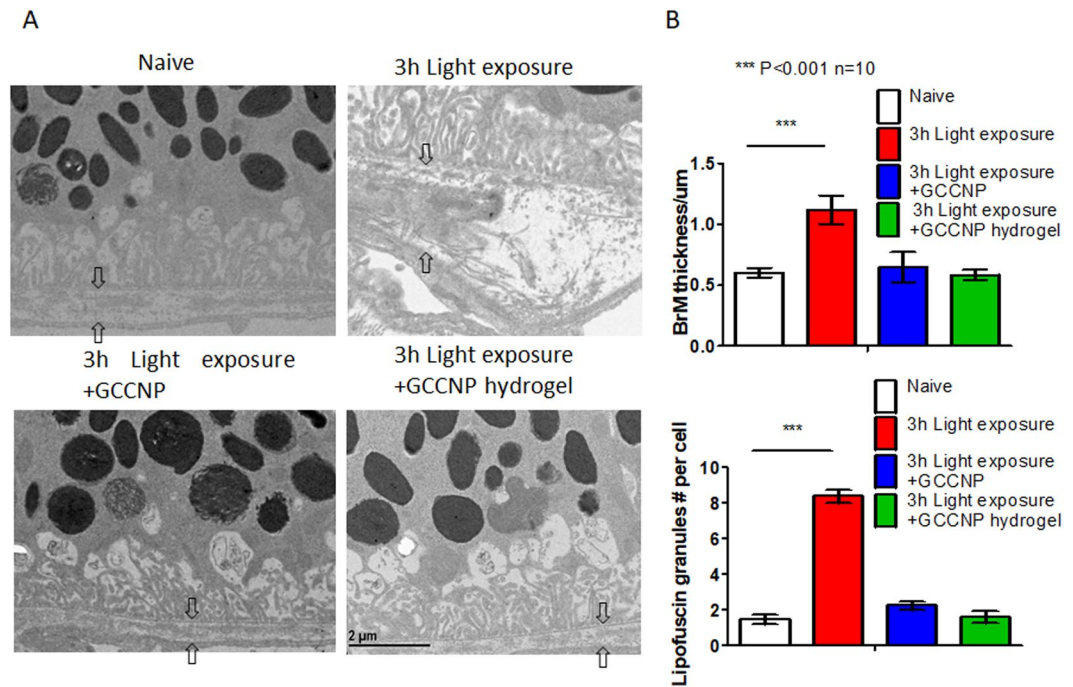 A
Naive
3h Light exposure
3h Light exposure
+GCCNP
3h Light exposure
+GCCNP hydrogel
2 µm
B
*** P<0.001 n=10
Naive
3h Light exposure
3h Light exposure
+GCCNP
3h Light exposure
+GCCNP hydrogel
***
BrM thickness/um
1.5
1.0
0.5
0.0
Naive
3h Light exposure
3h Light exposure
+GCCNP
3h Light exposure
+GCCNP hydrogel
***
Lipofuscin granules # per cell
10
8
6
4
2
0